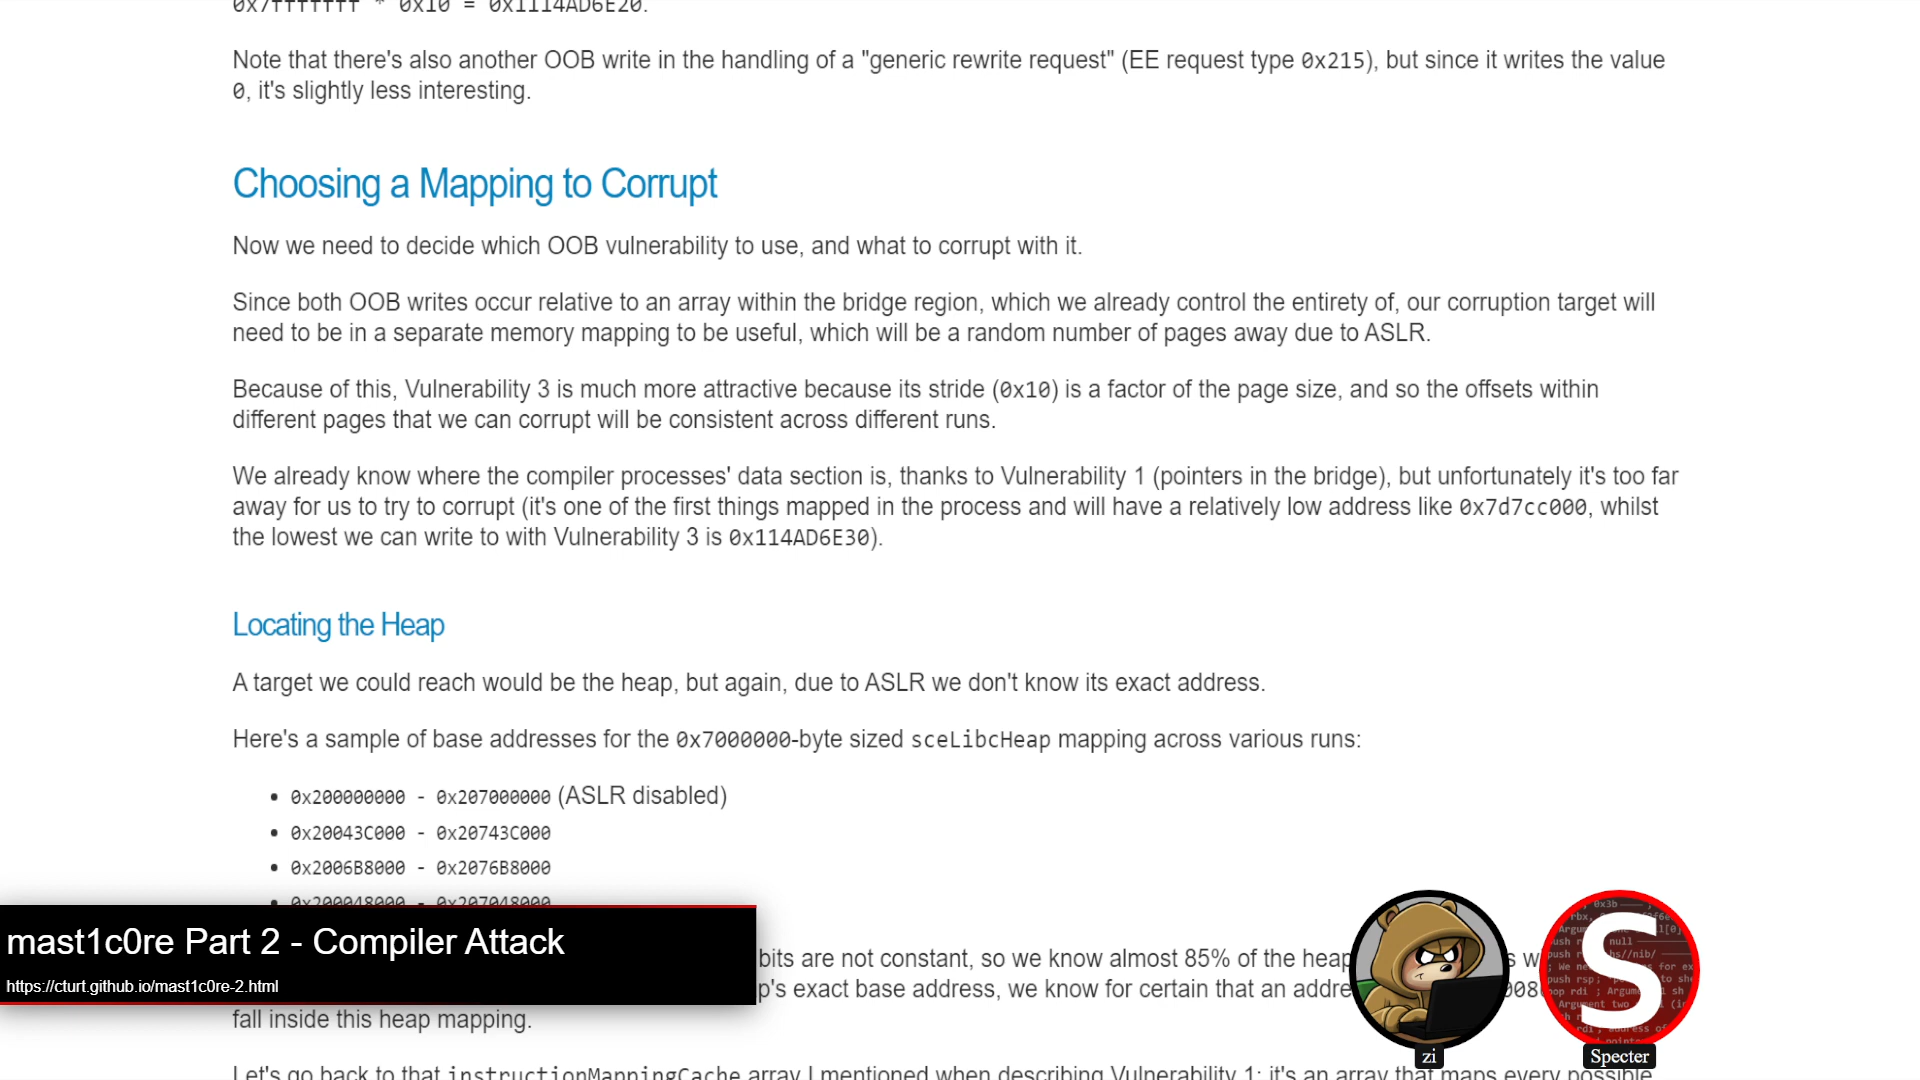 0x7fffffff * 0x10 = 0x1114AD6E20.
Note that there's also another OOB write in the handling of a "generic rewrite request" (EE request type 0x215), but since it writes the value
0, it's slightly less interesting.
Choosing a Mapping to Corrupt
Now we need to decide which OOB vulnerability to use, and what to corrupt with it.
Since both OOB writes occur relative to an array within the bridge region, which we already control the entirety of, our corruption target will
need to be in a separate memory mapping to be useful, which will be a random number of pages away due to ASLR.
Because of this, Vulnerability 3 is much more attractive because its stride (0x10) is a factor of the page size, and so the offsets within
different pages that we can corrupt will be consistent across different runs.
We already know where the compiler processes' data section is, thanks to Vulnerability 1 (pointers in the bridge), but unfortunately it's too far
away for us to try to corrupt (it's one of the first things mapped in the process and will have a relatively low address like 0x7d7cc000, whilst
the lowest we can write to with Vulnerability 3 is 0x114AD6E30).
Locating the Heap
A target we could reach would be the heap, but again, due to ASLR we don't know its exact address.
Here's a sample of base addresses for the 0x7000000-byte sized sceLibcHeap mapping across various runs:
• 0x200000000 - 0x207000000 (ASLR disabled)
• 0x20043C000 - 0x20743C000
• 0x2006B8000 - 0x2076B8000
• 0x200048000 - 0x207048000
mast1c0re Part 2 - Compiler Attack
https://cturt.github.io/mast1c0re-2.html
bits are not constant, so we know almost 85% of the heap
p's exact base address, we know for certain that an addre
fall inside this heap mapping.
Let's go back to that instructionMappingCache array I mentioned when describing Vulnerability 1: it's an array that maps every possible
zi
S
Specter